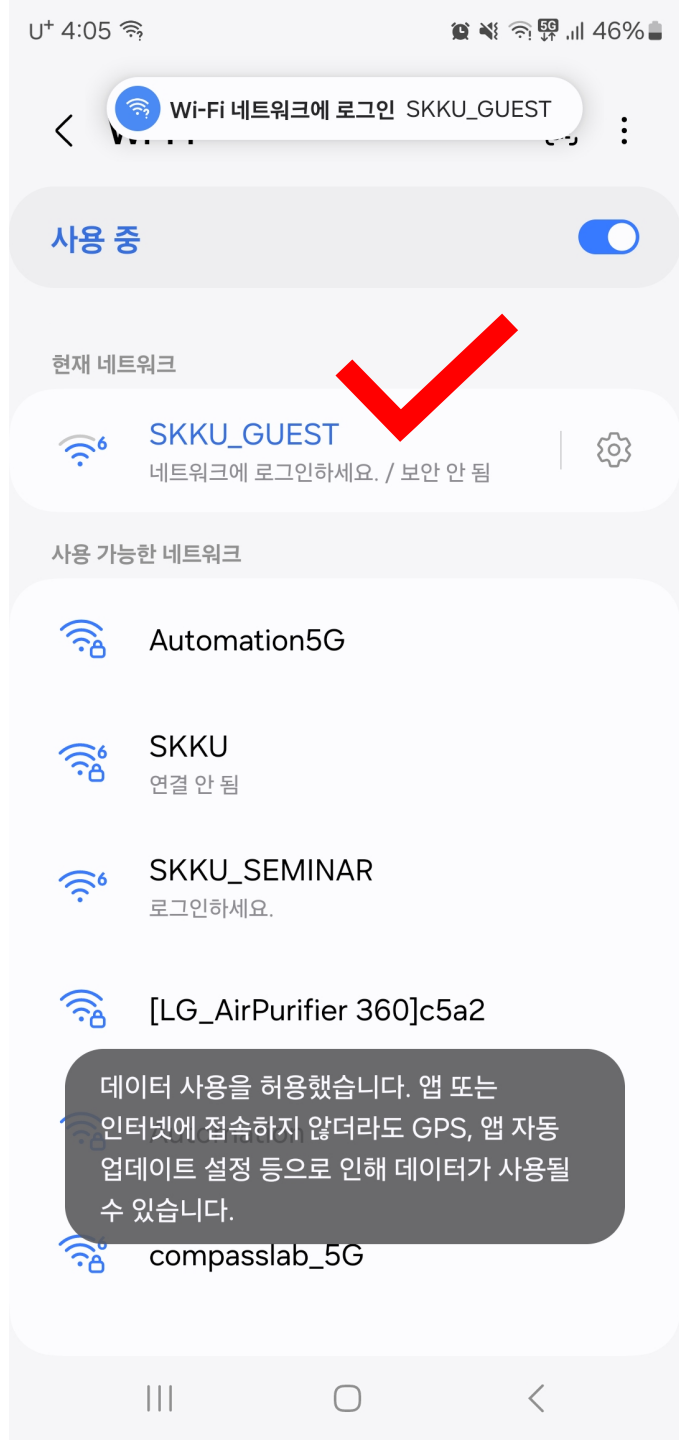 U+ 4:05
5G
46%
Wi-Fi 네트워크에 로그인 SKKU_GUEST
사용 중
현재 네트워크
6
SKKU_GUEST
네트워크에 로그인하세요. / 보안 안 됨
사용 가능한 네트워크
Automation5G
6
SKKU
연결 안 됨
6
SKKU_SEMINAR
로그인하세요.
[LG_AirPurifier 360]c5a2
데이터 사용을 허용했습니다. 앱 또는
인터넷에 접속하지 않더라도 GPS, 앱 자동
Automation
업데이트 설정 등으로 인해 데이터가 사용될
수 있습니다.
compasslab_5G